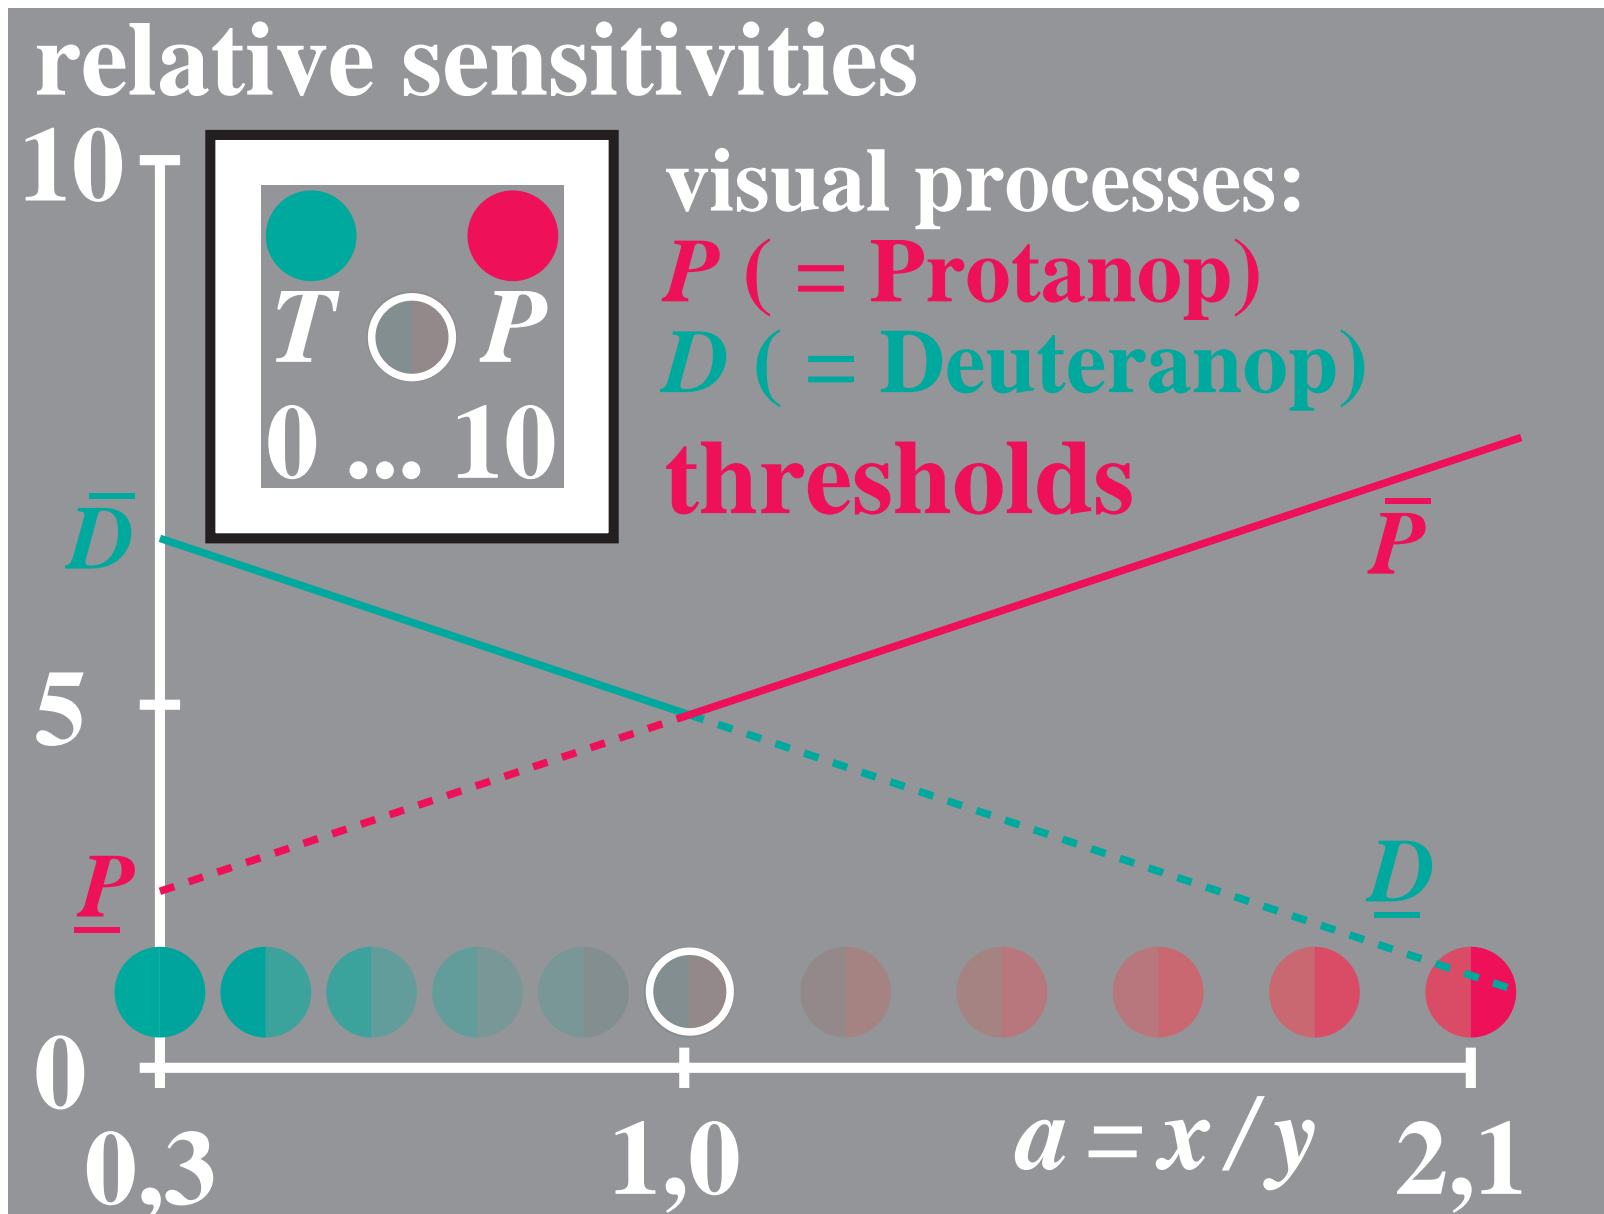 relative sensitivities
10
visual processes:
P ( = Protanop)
T P
D ( = Deuteranop)
0 ... 10
thresholds
D̅
P̅
5
P̲
D̲
0
0,3 1,0 a = x / y 2,1